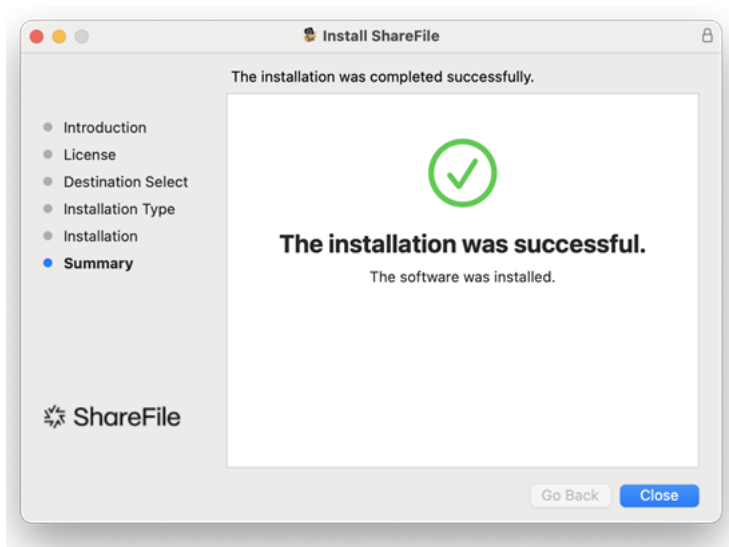 Install ShareFile
The installation was completed successfully.
Introduction
License
Destination Select
Installation Type
Installation
Summary
The installation was successful.
The software was installed.
ShareFile
Go Back
Close